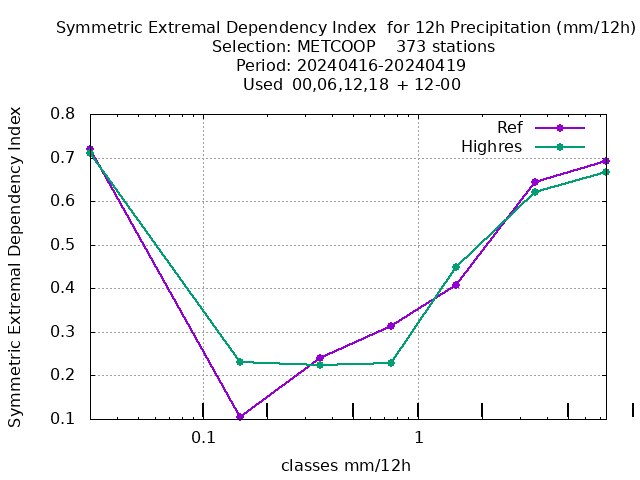 Symmetric Extremal Dependency Index  for 12h Precipitation (mm/12h)
Selection: METCOOP    373 stations
Period: 20240416-20240419
Used  00,06,12,18 + 12-00
Ref
Highres
Symmetric Extremal Dependency Index
0.8
0.7
0.6
0.5
0.4
0.3
0.2
0.1
0.1
1
classes mm/12h